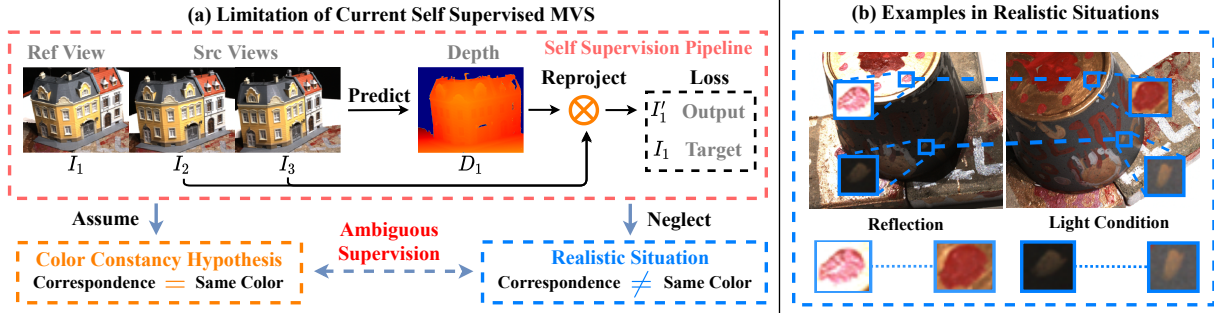 (a) Limitation of Current Self Supervised MVS
Ref View
Src Views
Depth
Self Supervision Pipeline
Predict
Reproject
Loss
I′₁ Output
I₁ Target
I₁
I₂
I₃
D₁
Assume
Neglect
Ambiguous
Supervision
Color Constancy Hypothesis
Correspondence = Same Color
Realistic Situation
Correspondence ≠ Same Color
(b) Examples in Realistic Situations
Reflection
Light Condition